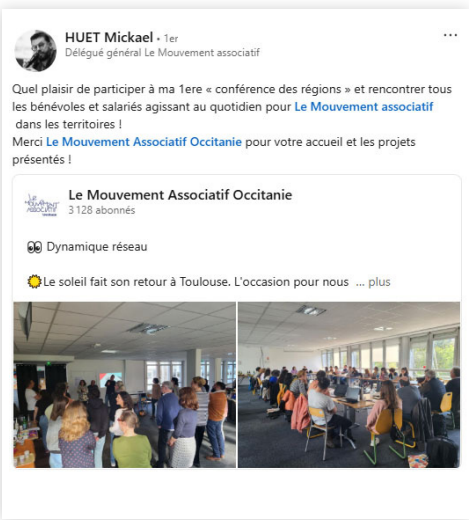 HUET Mickael • 1er
Délégué général Le Mouvement associatif
Quel plaisir de participer à ma 1ere « conférence des régions » et rencontrer tous
les bénévoles et salariés agissant au quotidien pour Le Mouvement associatif
dans les territoires !
Merci Le Mouvement Associatif Occitanie pour votre accueil et les projets
présentés !
Le Mouvement Associatif Occitanie
3 128 abonnés
👀 Dynamique réseau
☀️Le soleil fait son retour à Toulouse. L'occasion pour nous ... plus